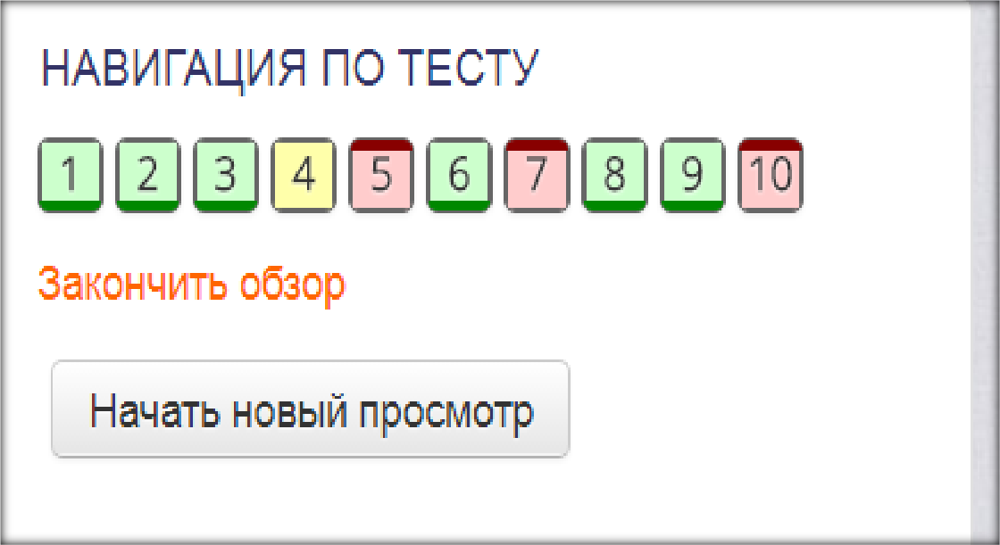 НАВИГАЦИЯ ПО ТЕСТУ
1 2 3 4 5 6 7 8 9 10
Закончить обзор
Начать новый просмотр